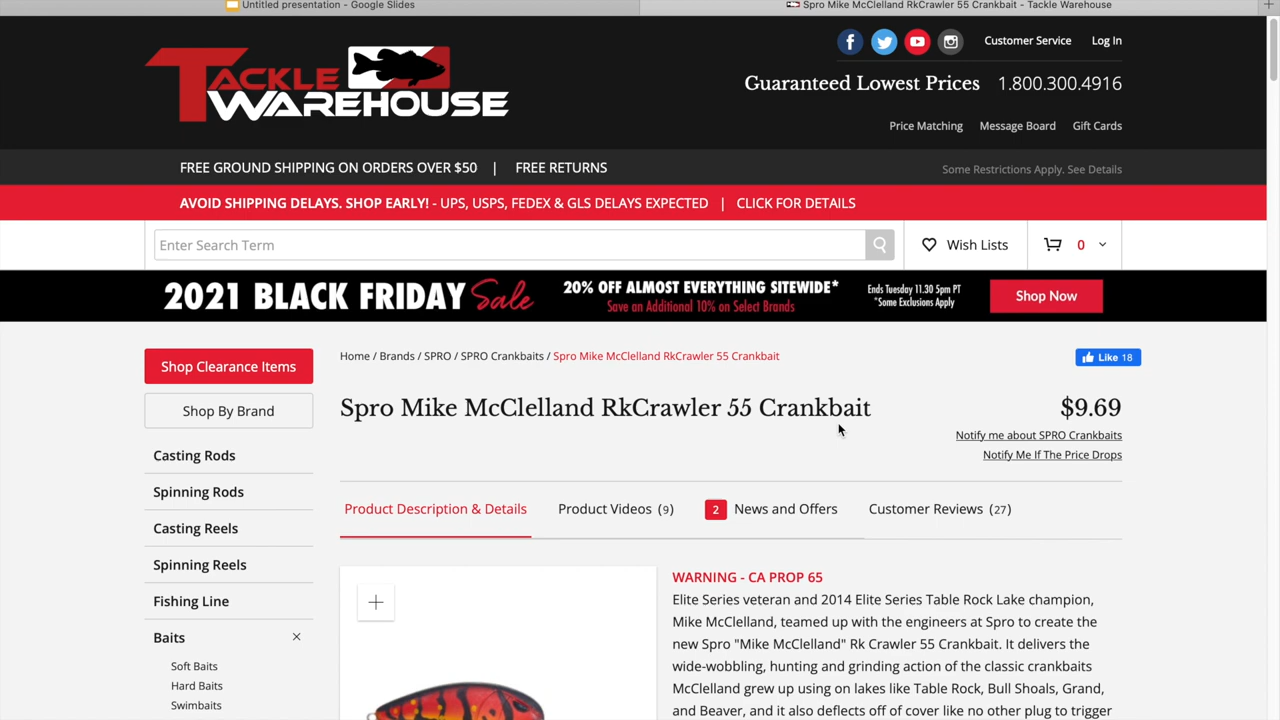 Untitled presentation - Google Slides
Spro Mike McClelland RkCrawler 55 Crankbait - Tackle Warehouse
TACKLE
WAREHOUSE
Customer Service
Log In
Guaranteed Lowest Prices 1.800.300.4916
Price Matching Message Board Gift Cards
FREE GROUND SHIPPING ON ORDERS OVER $50 | FREE RETURNS
Some Restrictions Apply. See Details
AVOID SHIPPING DELAYS. SHOP EARLY! - UPS, USPS, FEDEX & GLS DELAYS EXPECTED | CLICK FOR DETAILS
Enter Search Term
Wish Lists
0
2021 BLACK FRIDAY Sale
20% OFF ALMOST EVERYTHING SITEWIDE*
Save an Additional 10% on Select Brands
Ends Tuesday 11.30 5pm PT
*Some Exclusions Apply
Shop Now
Shop Clearance Items
Shop By Brand
Casting Rods
Spinning Rods
Casting Reels
Spinning Reels
Fishing Line
Baits
Soft Baits
Hard Baits
Swimbaits
Home / Brands / SPRO / SPRO Crankbaits / Spro Mike McClelland RkCrawler 55 Crankbait
Like 18
Spro Mike McClelland RkCrawler 55 Crankbait
$9.69
Notify me about SPRO Crankbaits
Notify Me If The Price Drops
Product Description & Details
Product Videos (9)
2 News and Offers
Customer Reviews (27)
WARNING - CA PROP 65
Elite Series veteran and 2014 Elite Series Table Rock Lake champion,
Mike McClelland, teamed up with the engineers at Spro to create the
new Spro "Mike McClelland" Rk Crawler 55 Crankbait. It delivers the
wide-wobbling, hunting and grinding action of the classic crankbaits
McClelland grew up using on lakes like Table Rock, Bull Shoals, Grand,
and Beaver, and it also deflects off of cover like no other plug to trigger